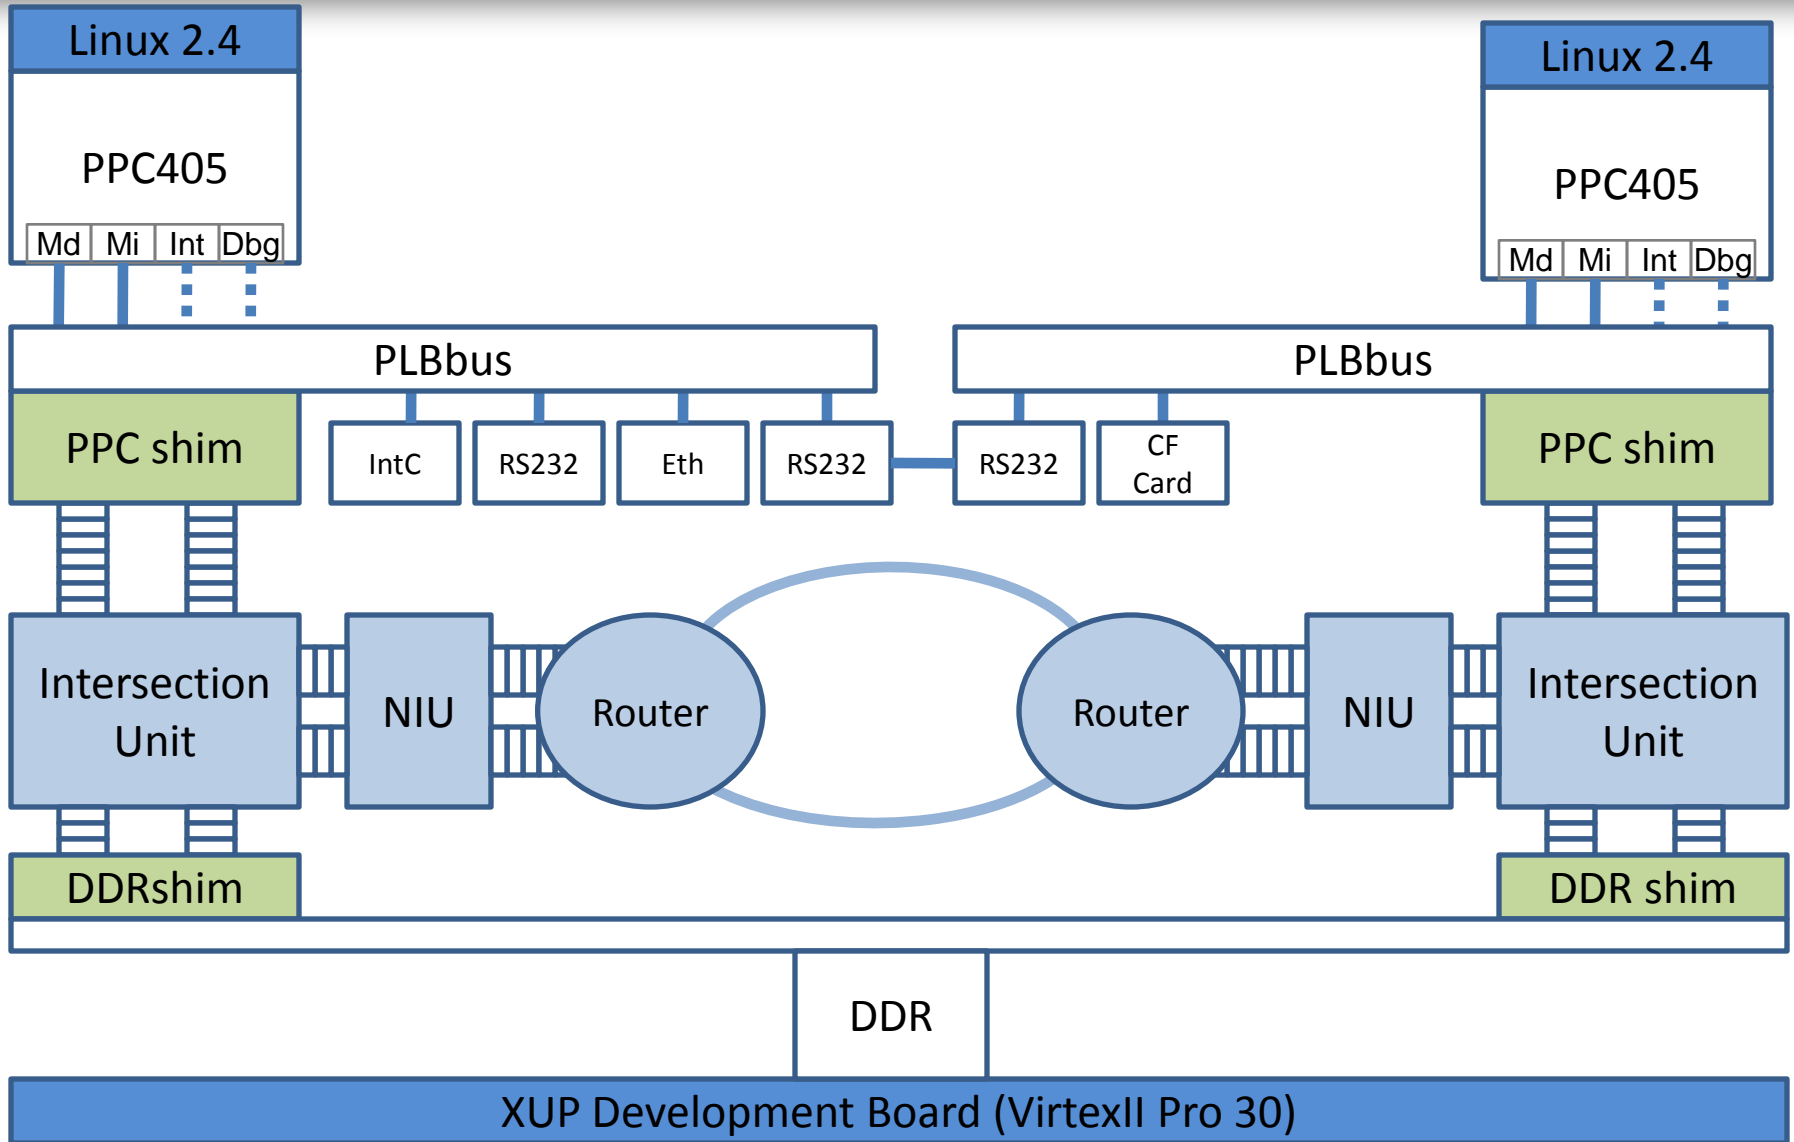 Linux 2.4
Linux 2.4
PPC405
PPC405
Md Mi Int Dbg
Md Mi Int Dbg
PLBbus
PLBbus
PPC shim
PPC shim
IntC
RS232
Eth
RS232
RS232
CF
Card
Intersection
Unit
NIU
Router
Router
NIU
Intersection
Unit
DDRshim
DDR shim
DDR
XUP Development Board (VirtexII Pro 30)